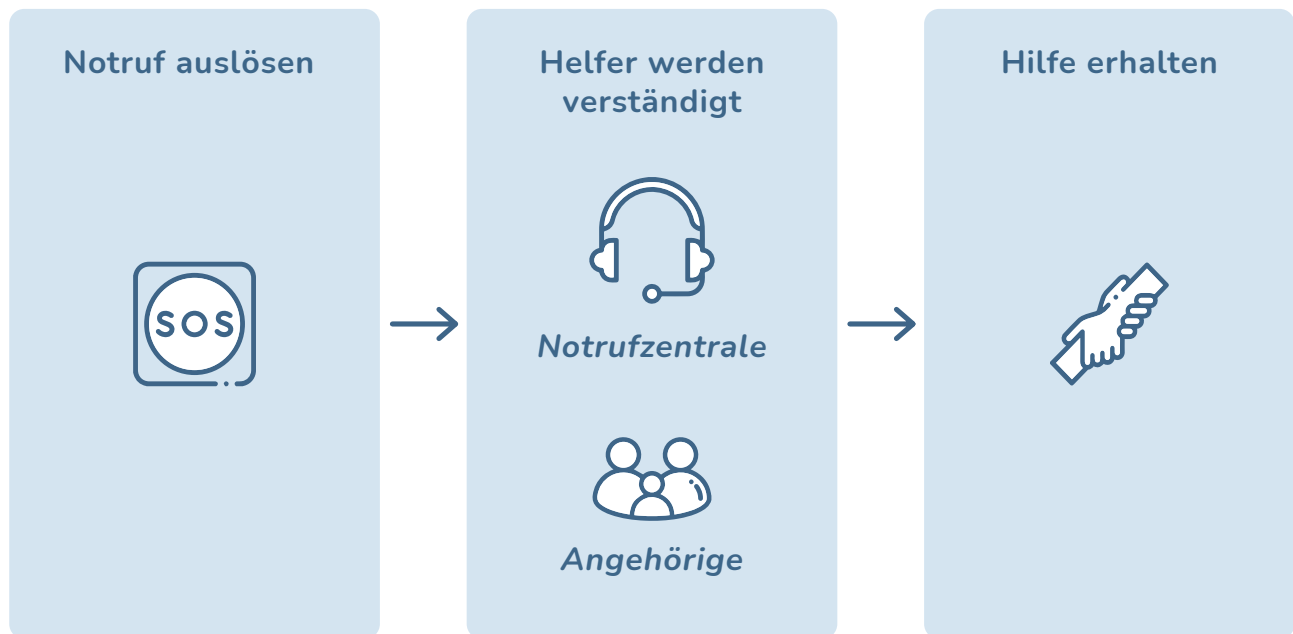 Notruf auslösen
SOS
Helfer werden
verständigt
Notrufzentrale
Angehörige
Hilfe erhalten